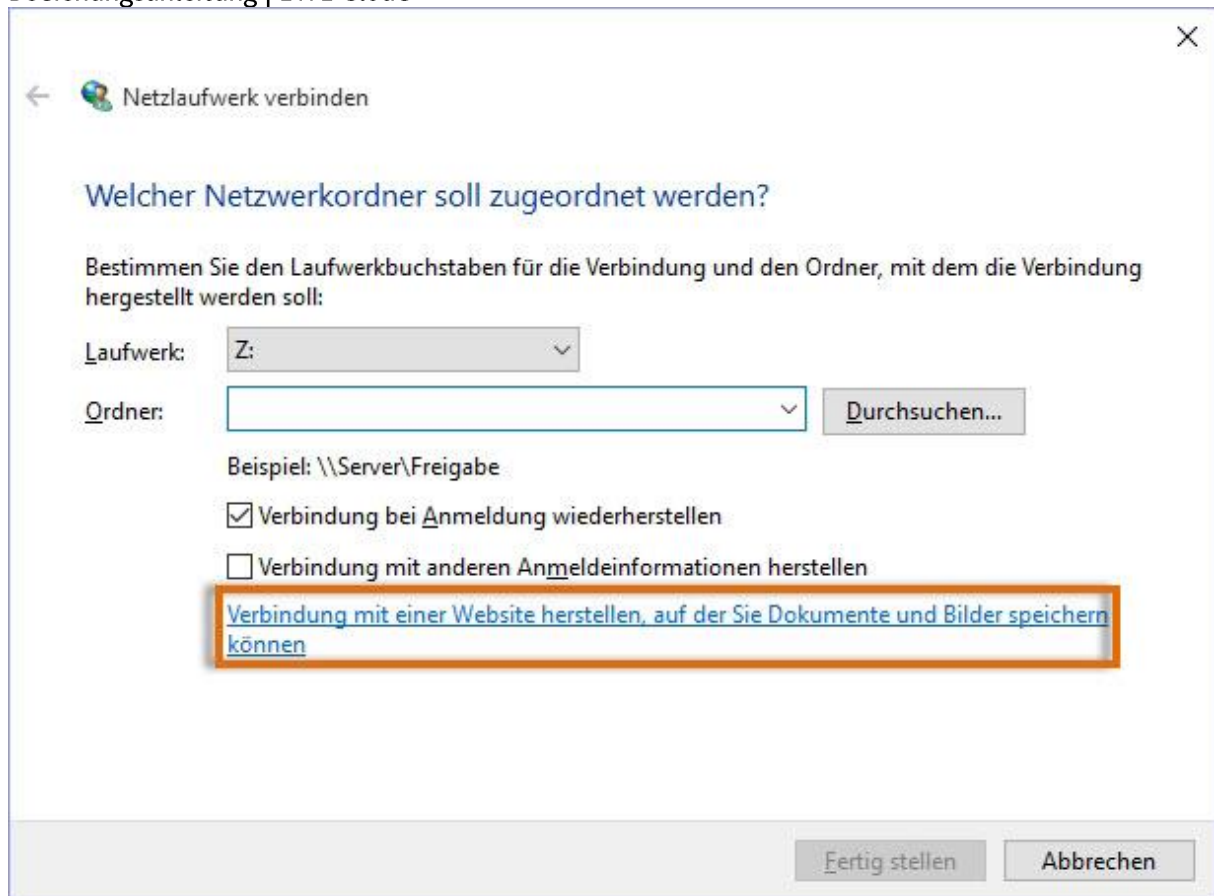 Netzlaufwerk verbinden
Welcher Netzwerkordner soll zugeordnet werden?
Bestimmen Sie den Laufwerkbuchstaben für die Verbindung und den Ordner, mit dem die Verbindung
hergestellt werden soll:
Laufwerk: Z:
Ordner: Durchsuchen...
Beispiel: \\Server\Freigabe
Verbindung bei Anmeldung wiederherstellen
Verbindung mit anderen Anmeldeinformationen herstellen
Verbindung mit einer Website herstellen, auf der Sie Dokumente und Bilder speichern
können
Fertig stellen Abbrechen